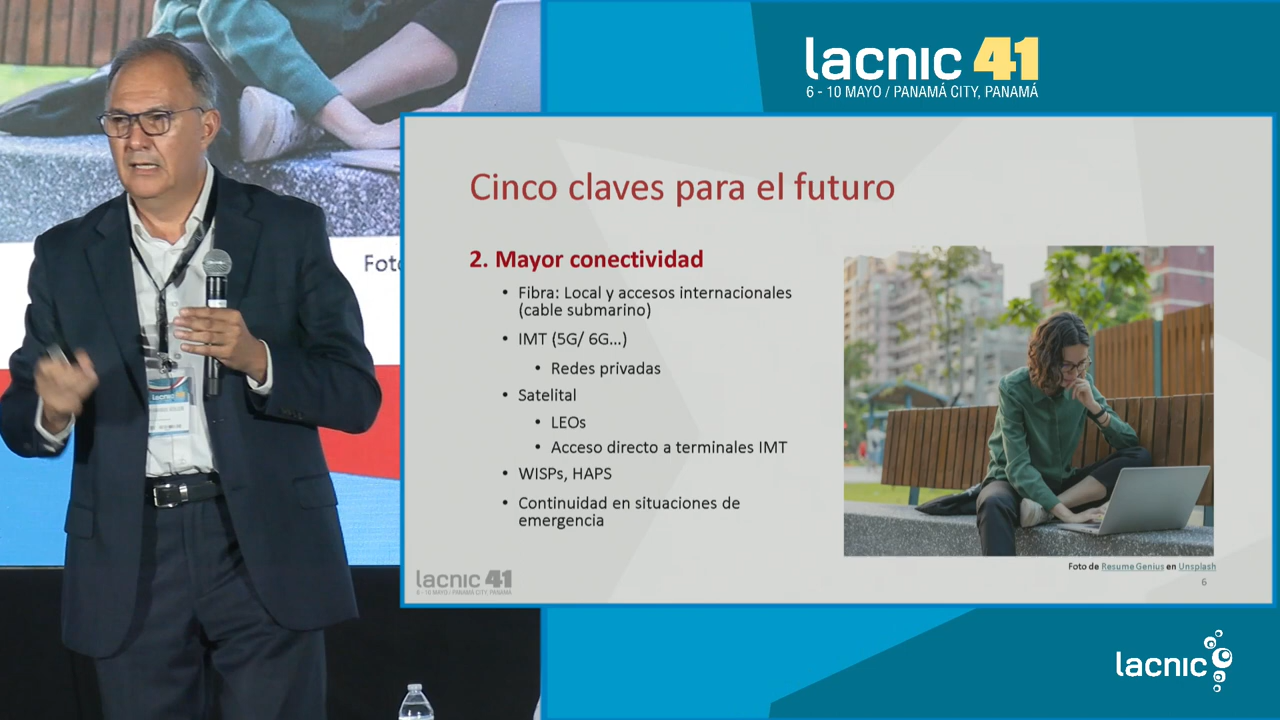 lacnic 41
6 - 10 MAYO / PANAMÁ CITY, PANAMÁ
Cinco claves para el futuro
2. Mayor conectividad
• Fibra: Local y accesos internacionales
(cable submarino)
• IMT (5G/ 6G...)
• Redes privadas
• Satelital
• LEOs
• Acceso directo a terminales IMT
• WISPs, HAPS
• Continuidad en situaciones de
emergencia
Foto de Resume Genius en Unsplash
6
lacnic 41
6 - 10 MAYO / PANAMÁ CITY, PANAMÁ
Foto
lacnic
lacnic